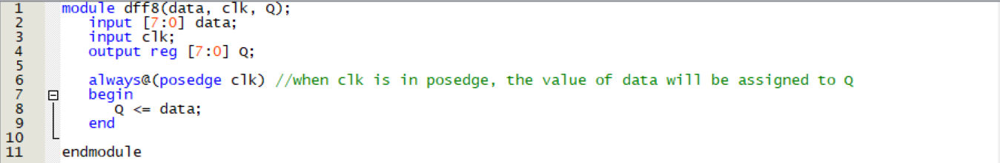 1 module dff8(data, clk, Q);
2 input [7:0] data;
3 input clk;
4 output reg [7:0] Q;
5
6 always@(posedge clk) //when clk is in posedge, the value of data will be assigned to Q
7 begin
8 Q <= data;
9 end
10
11 endmodule